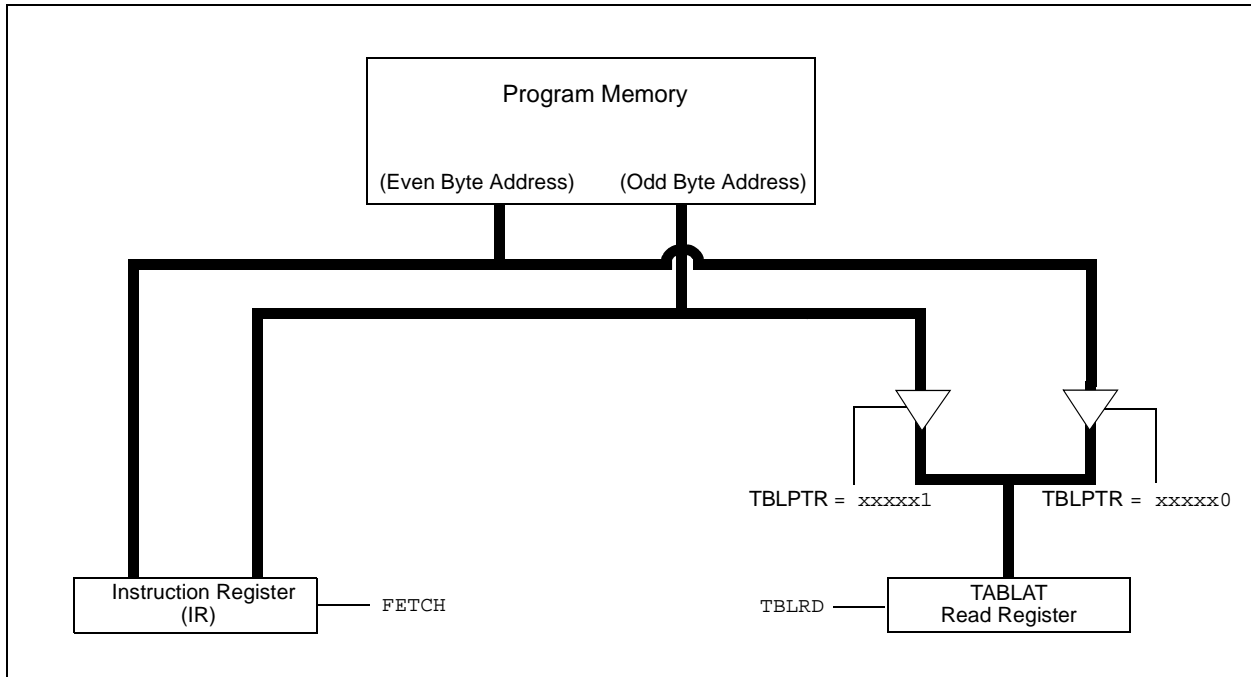 Program Memory
(Even Byte Address) (Odd Byte Address)
TBLPTR = xxxxx1
TBLPTR = xxxxx0
Instruction Register
(IR)
FETCH
TBLRD
TABLAT
Read Register